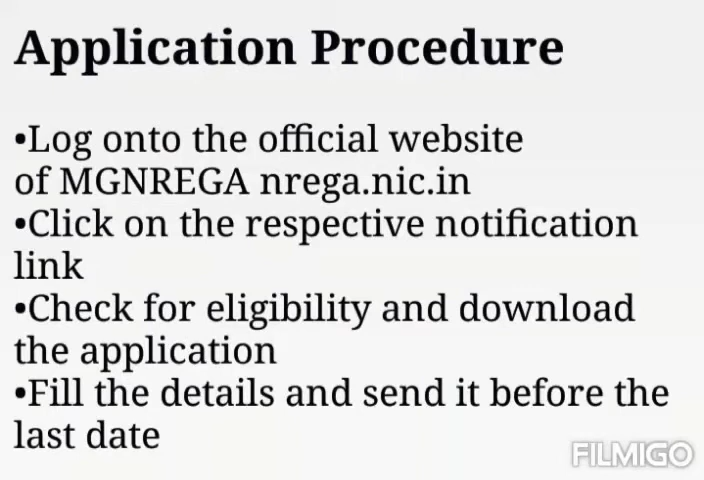 Application Procedure
•Log onto the official website
of MGNREGA nrega.nic.in
•Click on the respective notification
link
•Check for eligibility and download
the application
•Fill the details and send it before the
last date
FILMIGO